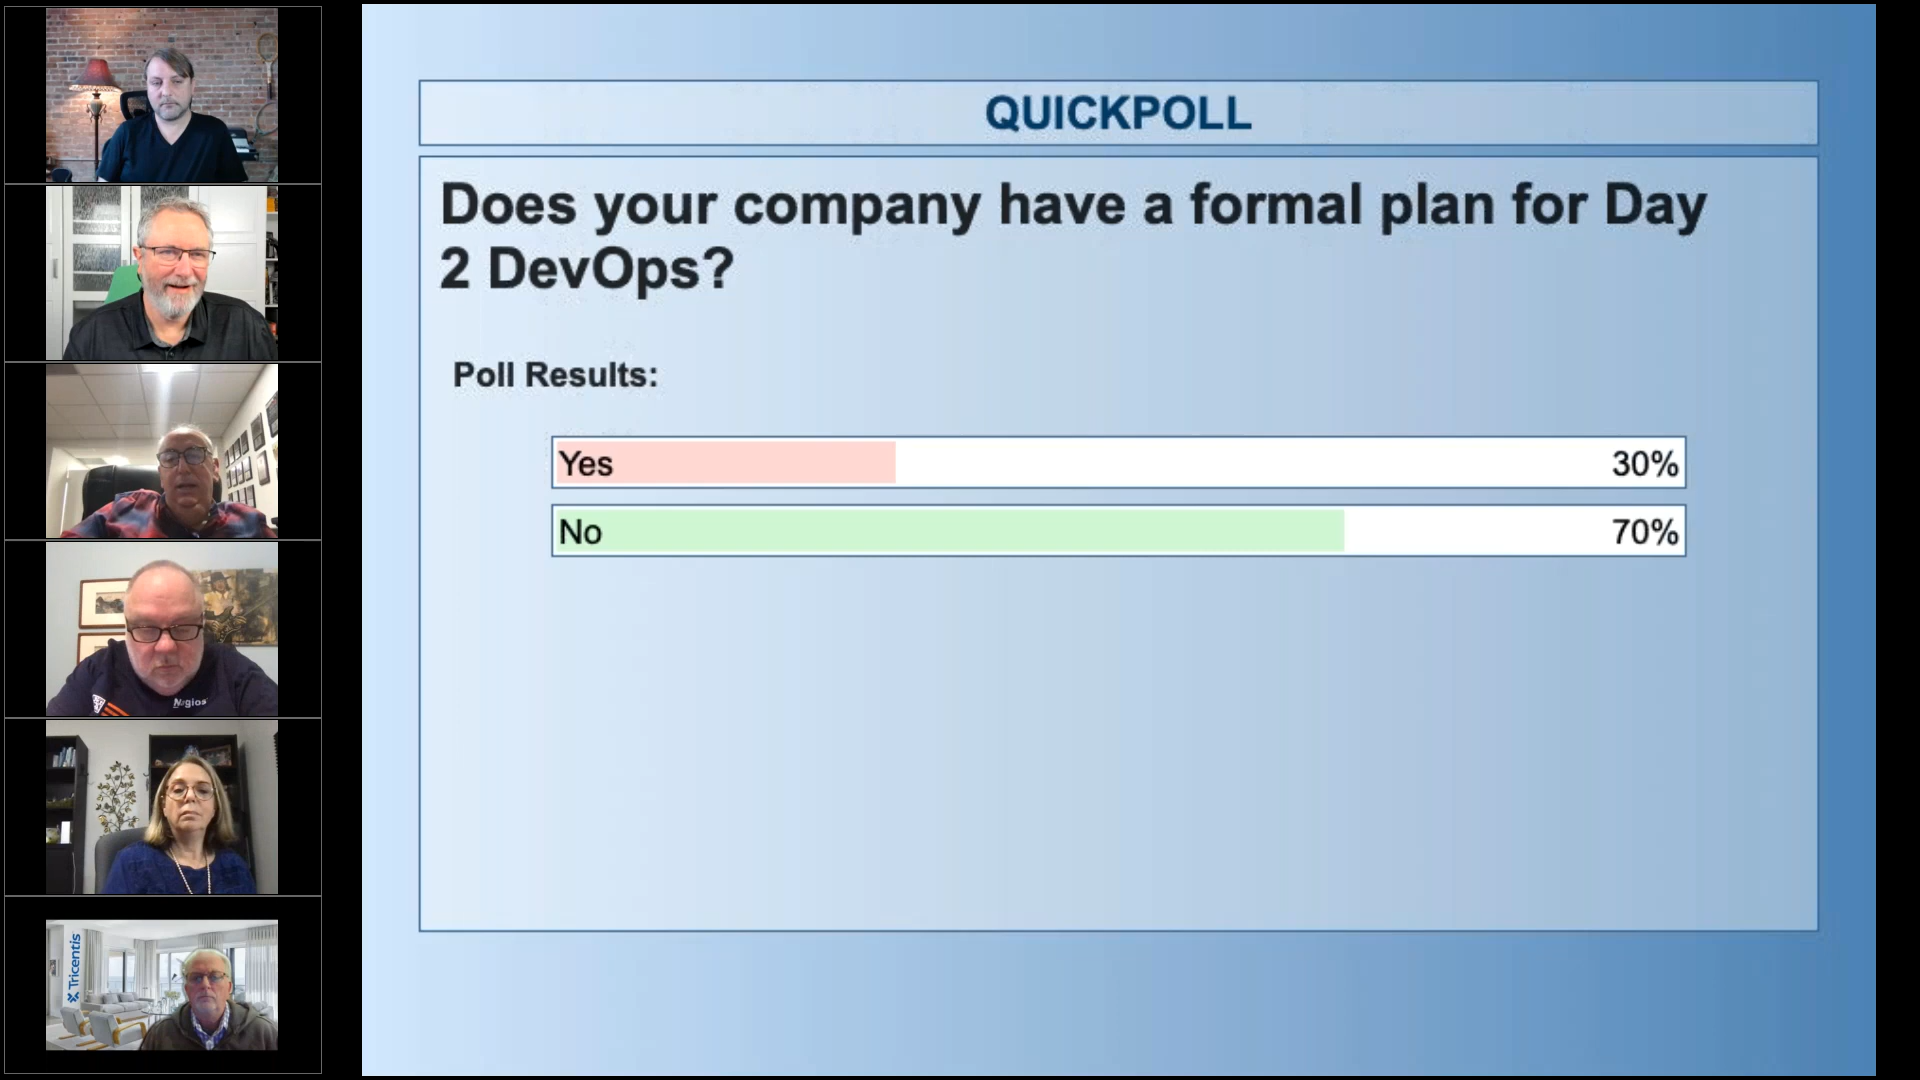 QUICKPOLL
Does your company have a formal plan for Day
2 DevOps?
Poll Results:
Yes 30%
No 70%
Nagios
Tricentis